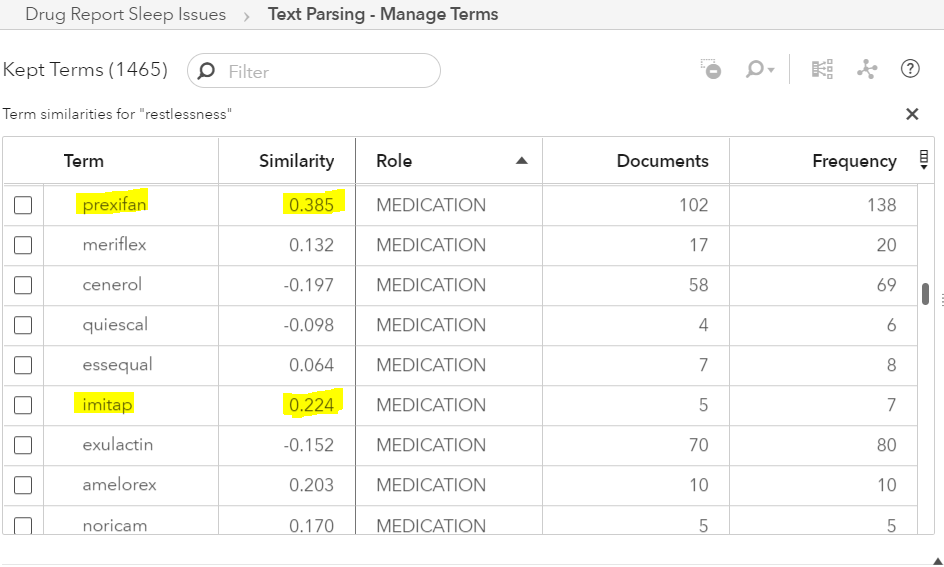 Drug Report Sleep Issues > Text Parsing - Manage Terms
Kept Terms (1465) Filter
Term similarities for "restlessness"
Term Similarity Role Documents Frequency
prexifan 0.385 MEDICATION 102 138
meriflex 0.132 MEDICATION 17 20
cenerol -0.197 MEDICATION 58 69
quiescal -0.098 MEDICATION 4 6
essequal 0.064 MEDICATION 7 8
imitap 0.224 MEDICATION 5 7
exulactin -0.152 MEDICATION 70 80
amelorex 0.203 MEDICATION 10 10
noricam 0.170 MEDICATION 5 5